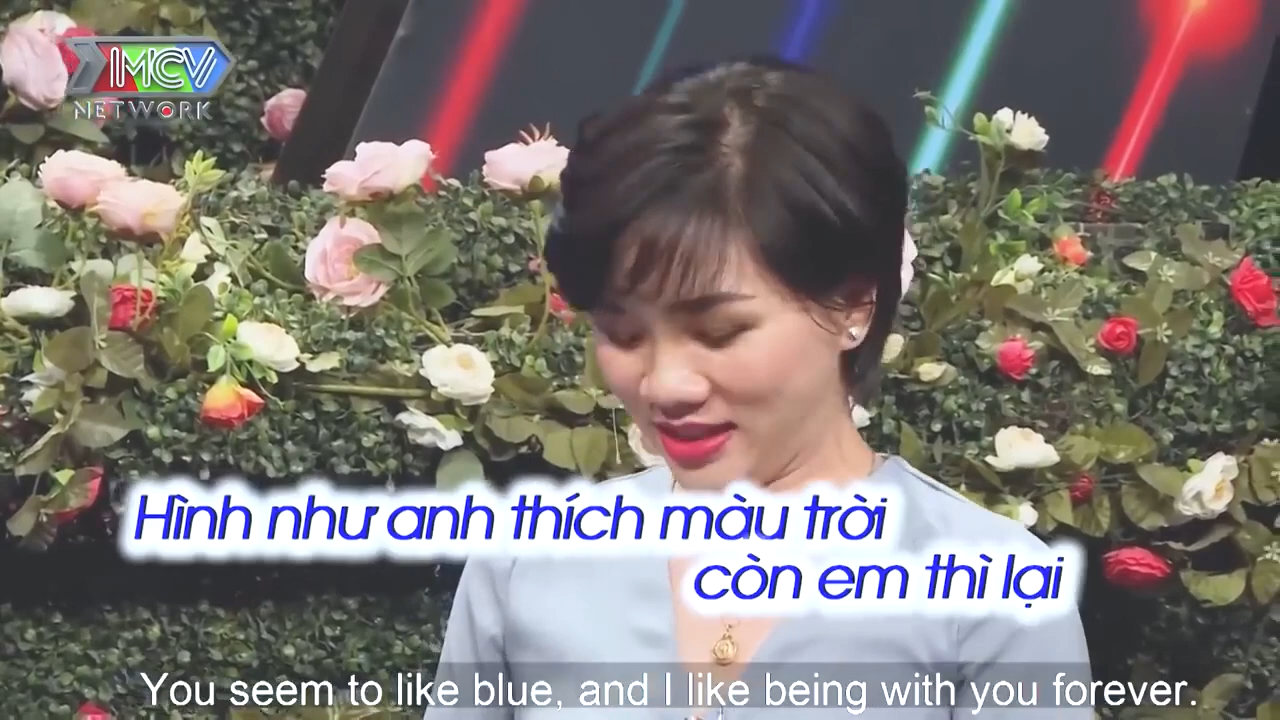 MCV
NETWORK
Hình như anh thích màu trời
còn em thì lại
You seem to like blue, and I like being with you forever.